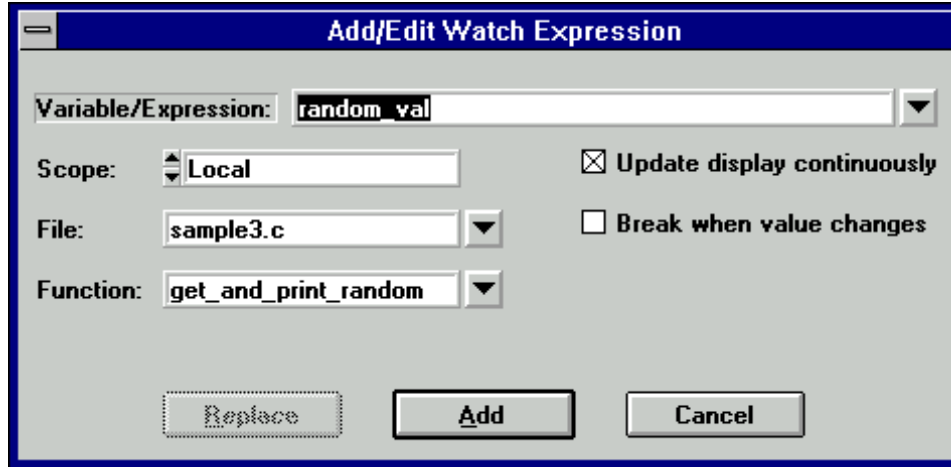 Add/Edit Watch Expression
Variable/Expression: random_val
Scope: Local
Update display continuously
File: sample3.c
Break when value changes
Function: get_and_print_random
Replace Add Cancel